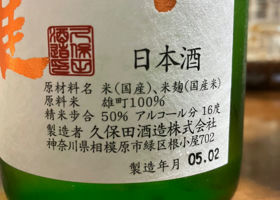 日本酒
原材料名 米(国産)、米麹(国産米)
原料米 雄町100%
精米歩合 50% アルコール分 16度
製造者 久保田酒造株式会社
神奈川県相模原市緑区根小屋702
製造年月 05.02